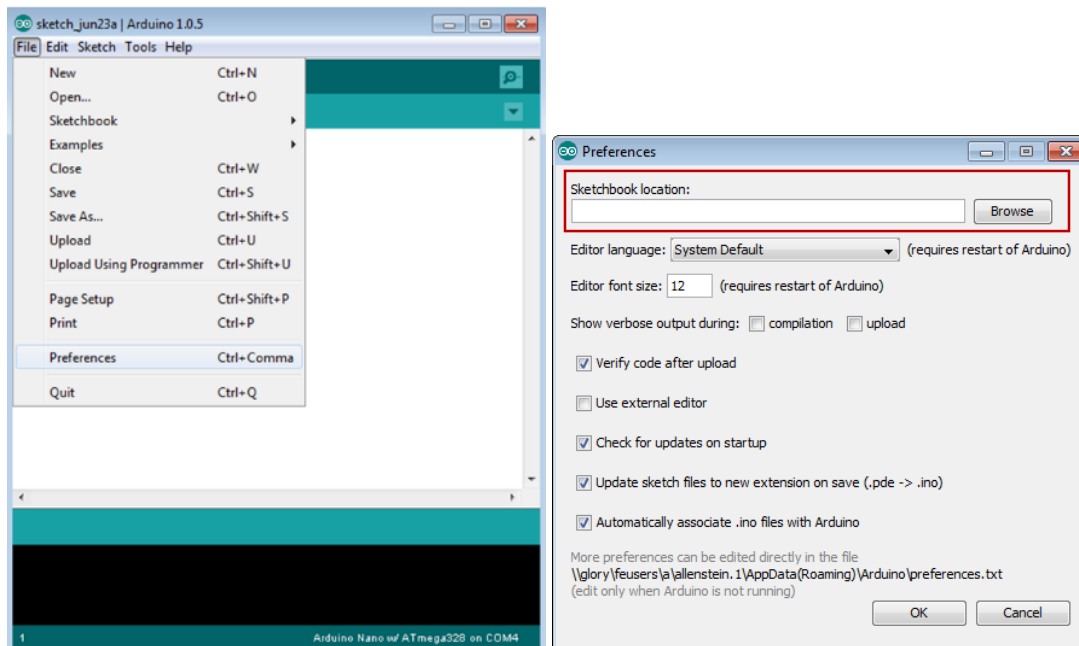 sketch_jun23a | Arduino 1.0.5
File Edit Sketch Tools Help
New Ctrl+N
Open... Ctrl+O
Sketchbook
Examples
Close Ctrl+W
Save Ctrl+S
Save As... Ctrl+Shift+S
Upload Ctrl+U
Upload Using Programmer Ctrl+Shift+U
Page Setup Ctrl+Shift+P
Print Ctrl+P
Preferences Ctrl+Comma
Quit Ctrl+Q
1 Arduino Nano w/ ATmega328 on COM4
Preferences
Sketchbook location:
Browse
Editor language: System Default (requires restart of Arduino)
Editor font size: 12 (requires restart of Arduino)
Show verbose output during: compilation upload
Verify code after upload
Use external editor
Check for updates on startup
Update sketch files to new extension on save (.pde -> .ino)
Automatically associate .ino files with Arduino
More preferences can be edited directly in the file
\\glory\feusers\a\allenstein.1\AppData(Roaming)\Arduino\preferences.txt
(edit only when Arduino is not running)
OK Cancel